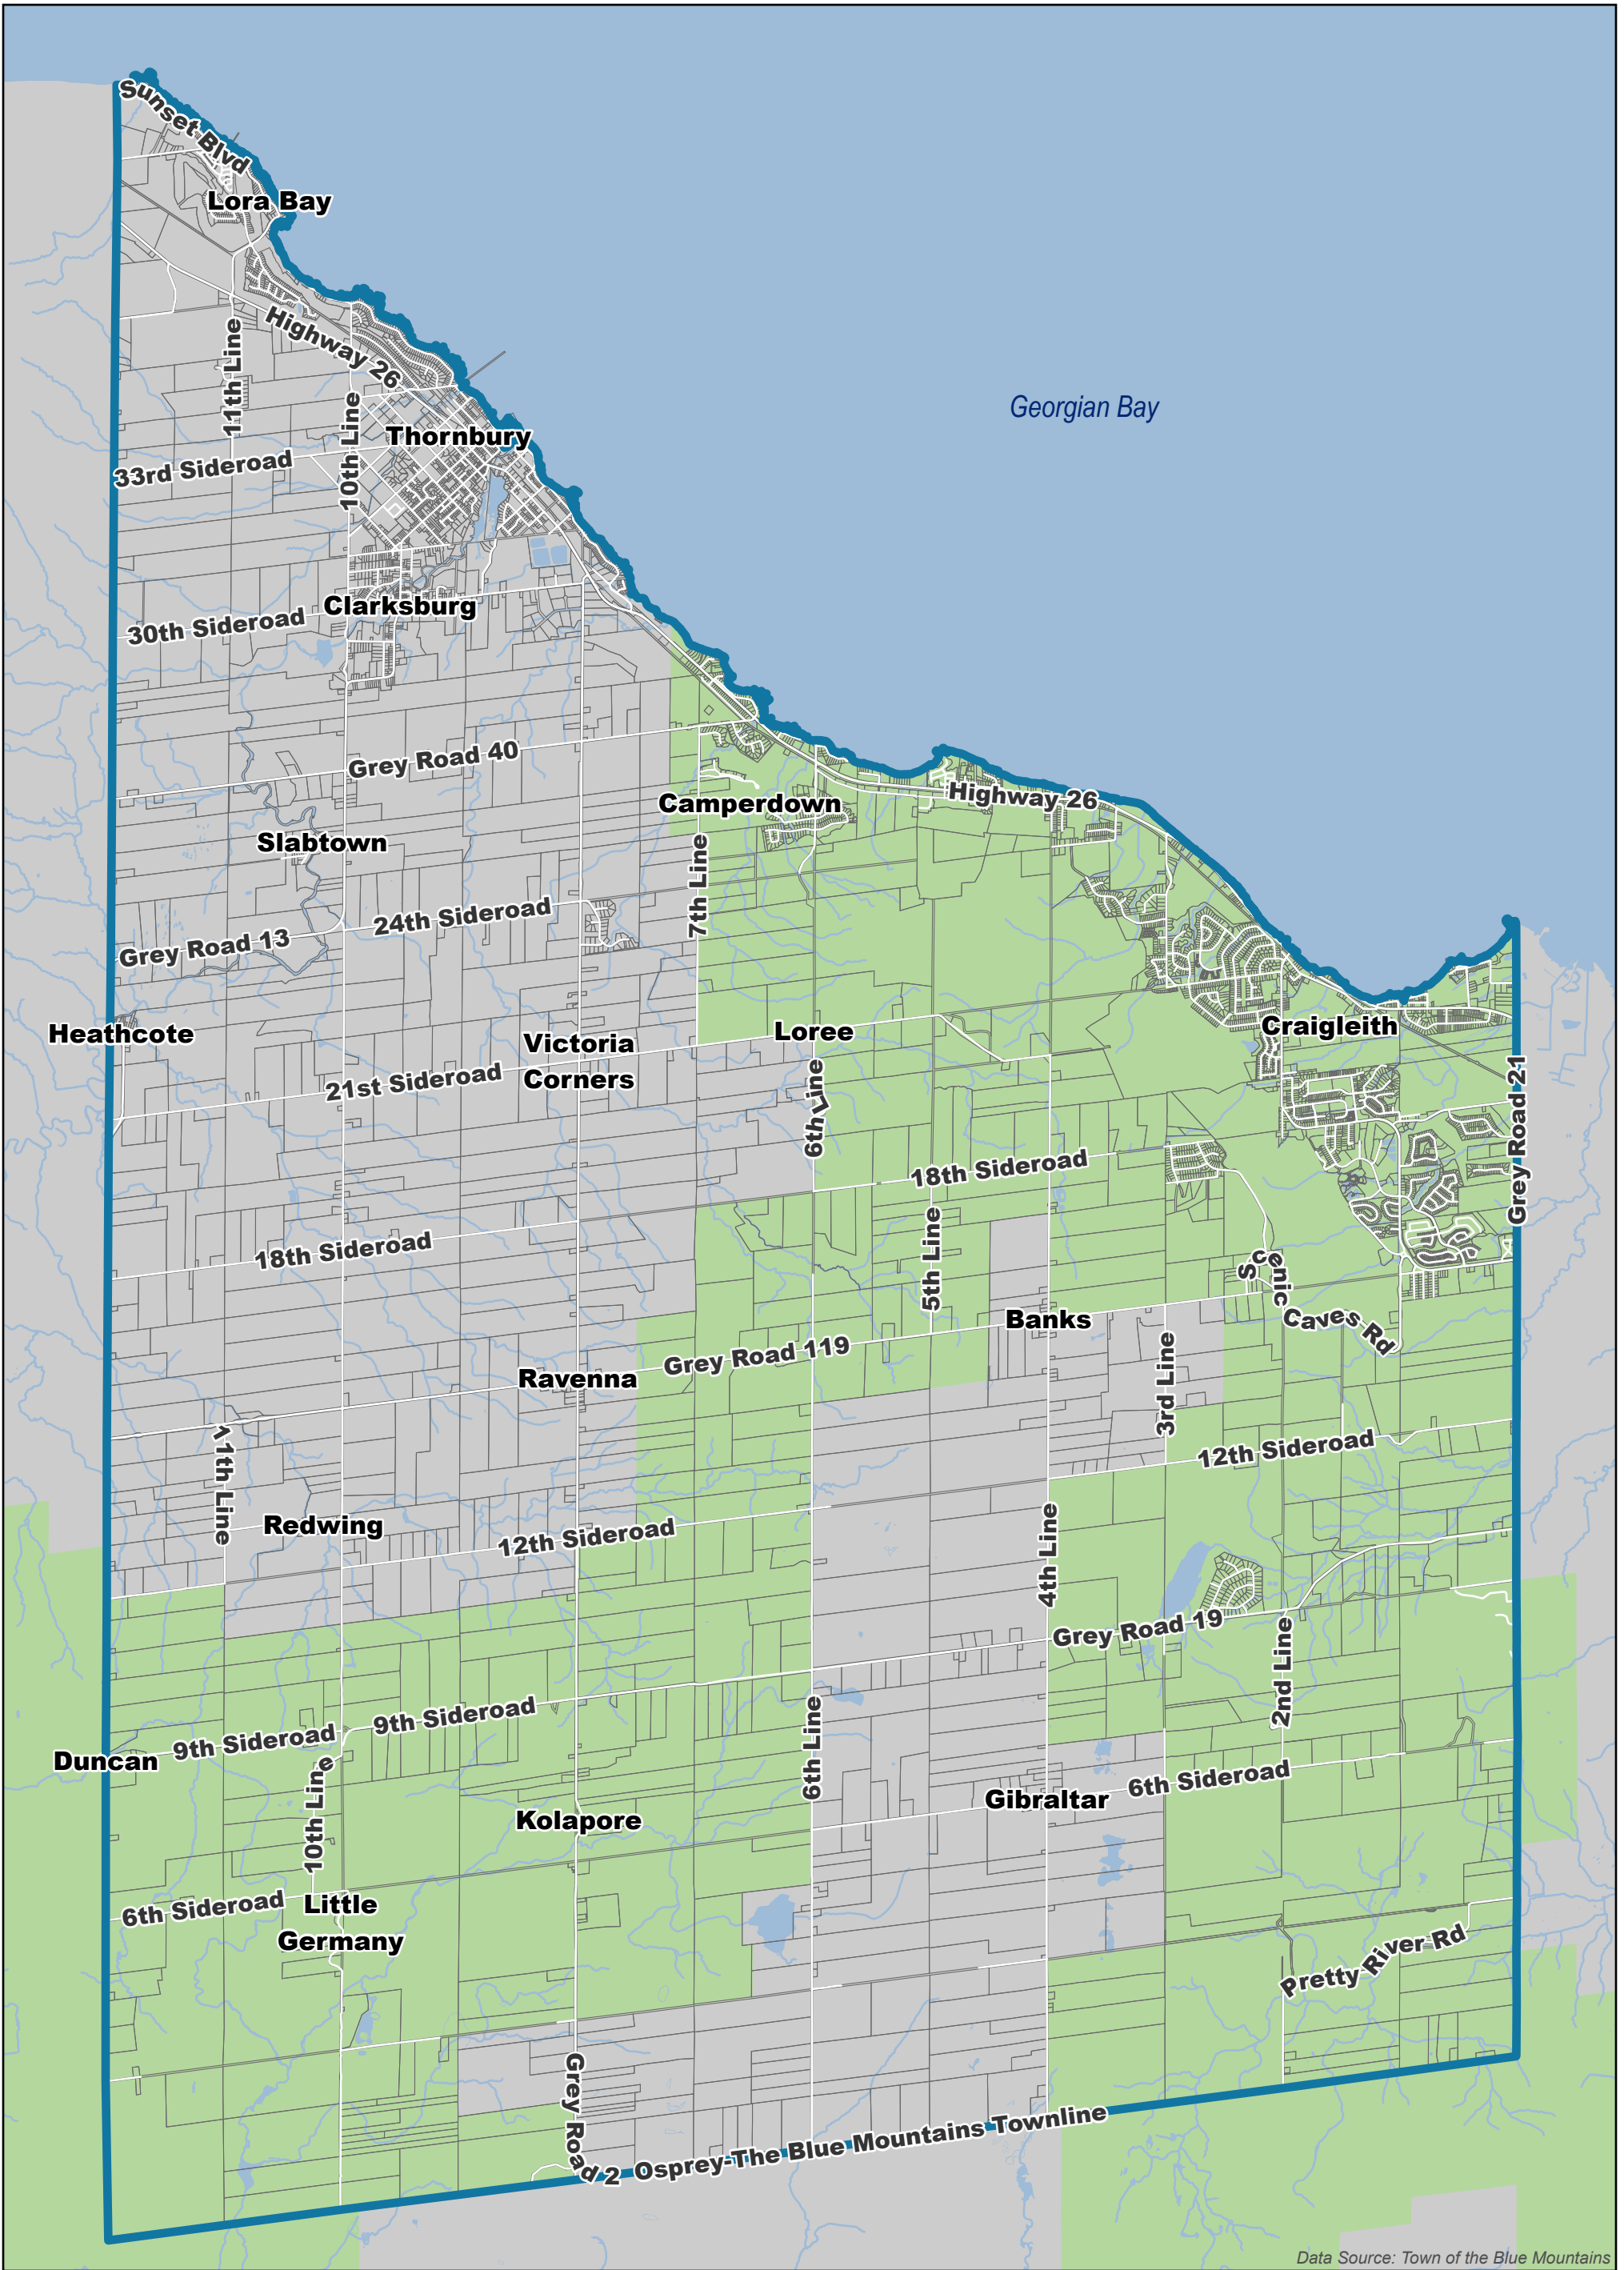 Sunset Blvd
Lora Bay
Highway 26
11th Line
10th Line
Georgian Bay
Thornbury
33rd Sideroad
Clarksburg
30th Sideroad
Grey Road 40
Camperdown
Highway 26
Slabtown
7th Line
24th Sideroad
Grey Road 13
Heathcote
Victoria
Corners
Loree
Craigleith
21st Sideroad
6th Line
Grey Road 21
18th Sideroad
18th Sideroad
5th Line
Scenic
Caves Rd
Banks
Grey Road 119
3rd Line
Ravenna
11th Line
12th Sideroad
Redwing
12th Sideroad
4th Line
Grey Road 19
2nd Line
9th Sideroad
9th Sideroad
6th Line
Duncan
10th Line
6th Sideroad
Gibraltar
Kolapore
6th Sideroad
Little
Germany
Pretty River Rd
Grey Road 2
Osprey-The Blue Mountains Townline
Data Source: Town of the Blue Mountains